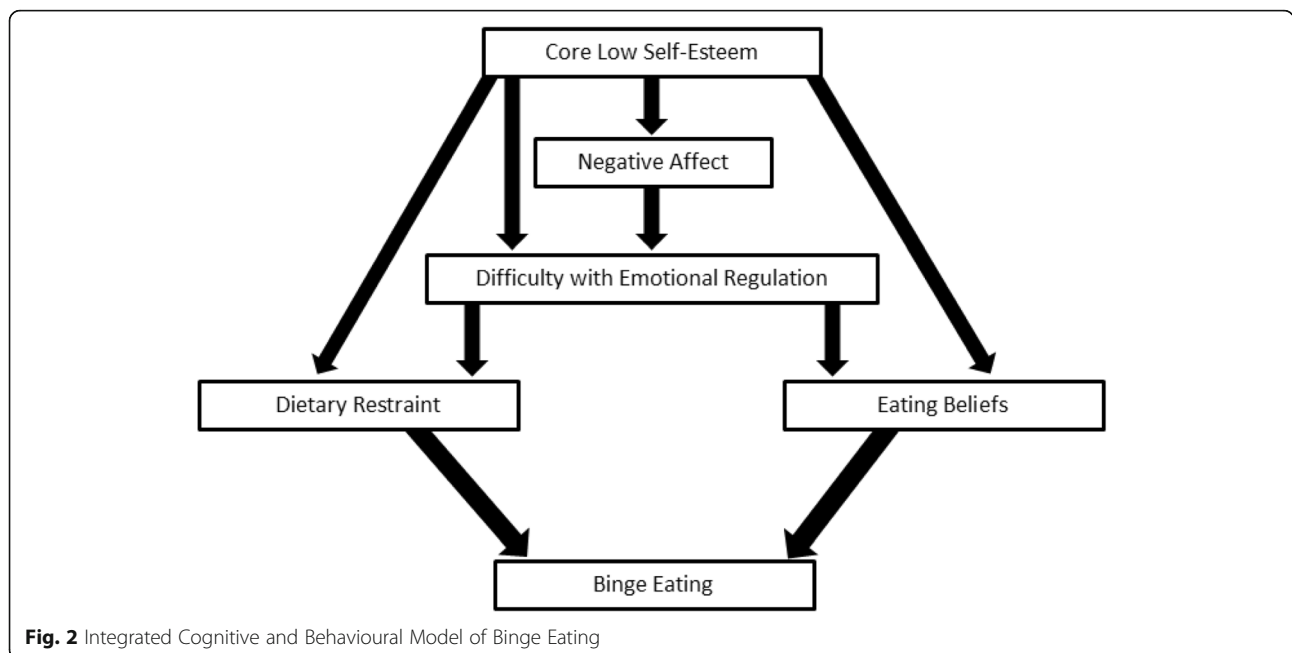 Core Low Self-Esteem
Negative Affect
Difficulty with Emotional Regulation
Dietary Restraint
Eating Beliefs
Binge Eating
Fig. 2 Integrated Cognitive and Behavioural Model of Binge Eating